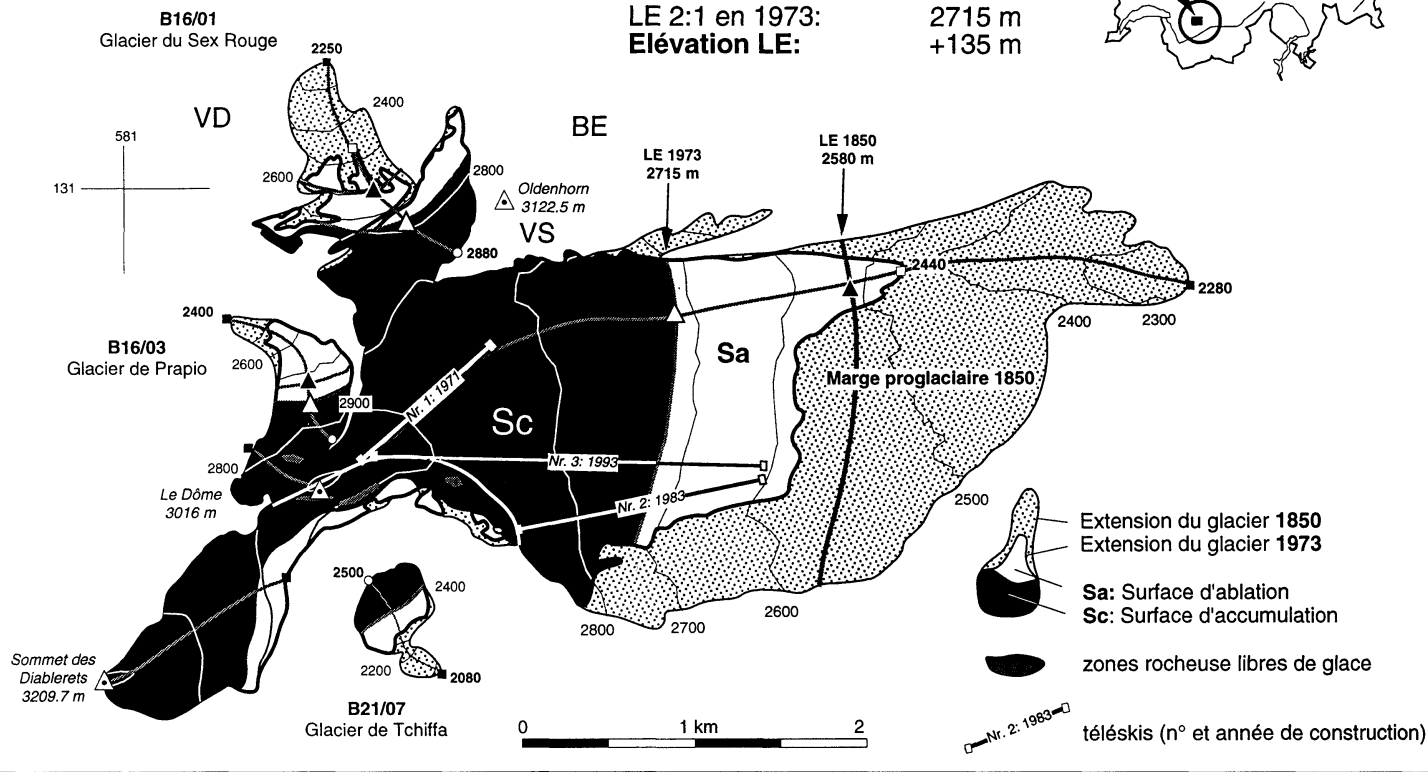 B16/01
Glacier du Sex Rouge
LE 2:1 en 1973: 2715 m
Elévation LE: +135 m
2250
2400
VD
BE
581
131
2600
2800
LE 1973
2715 m
LE 1850
2580 m
Oldenhorn
3122.5 m
VS
2880
2440
2280
2400
2300
2400
B16/03
Glacier de Prapio
2600
2900
Nr. 1: 1971
Sa
Marge proglaciaire 1850
Sc
Nr. 3: 1993
Nr. 2: 1983
2800
Le Dôme
3016 m
2500
2500
2400
2200
2080
2800
2700
2600
Sommet des
Diablerets
3209.7 m
B21/07
Glacier de Tchiffa
0 1 km 2
Extension du glacier 1850
Extension du glacier 1973
Sa: Surface d'ablation
Sc: Surface d'accumulation
zones rocheuse libres de glace
Nr. 2: 1983
téléskis (n° et année de construction)